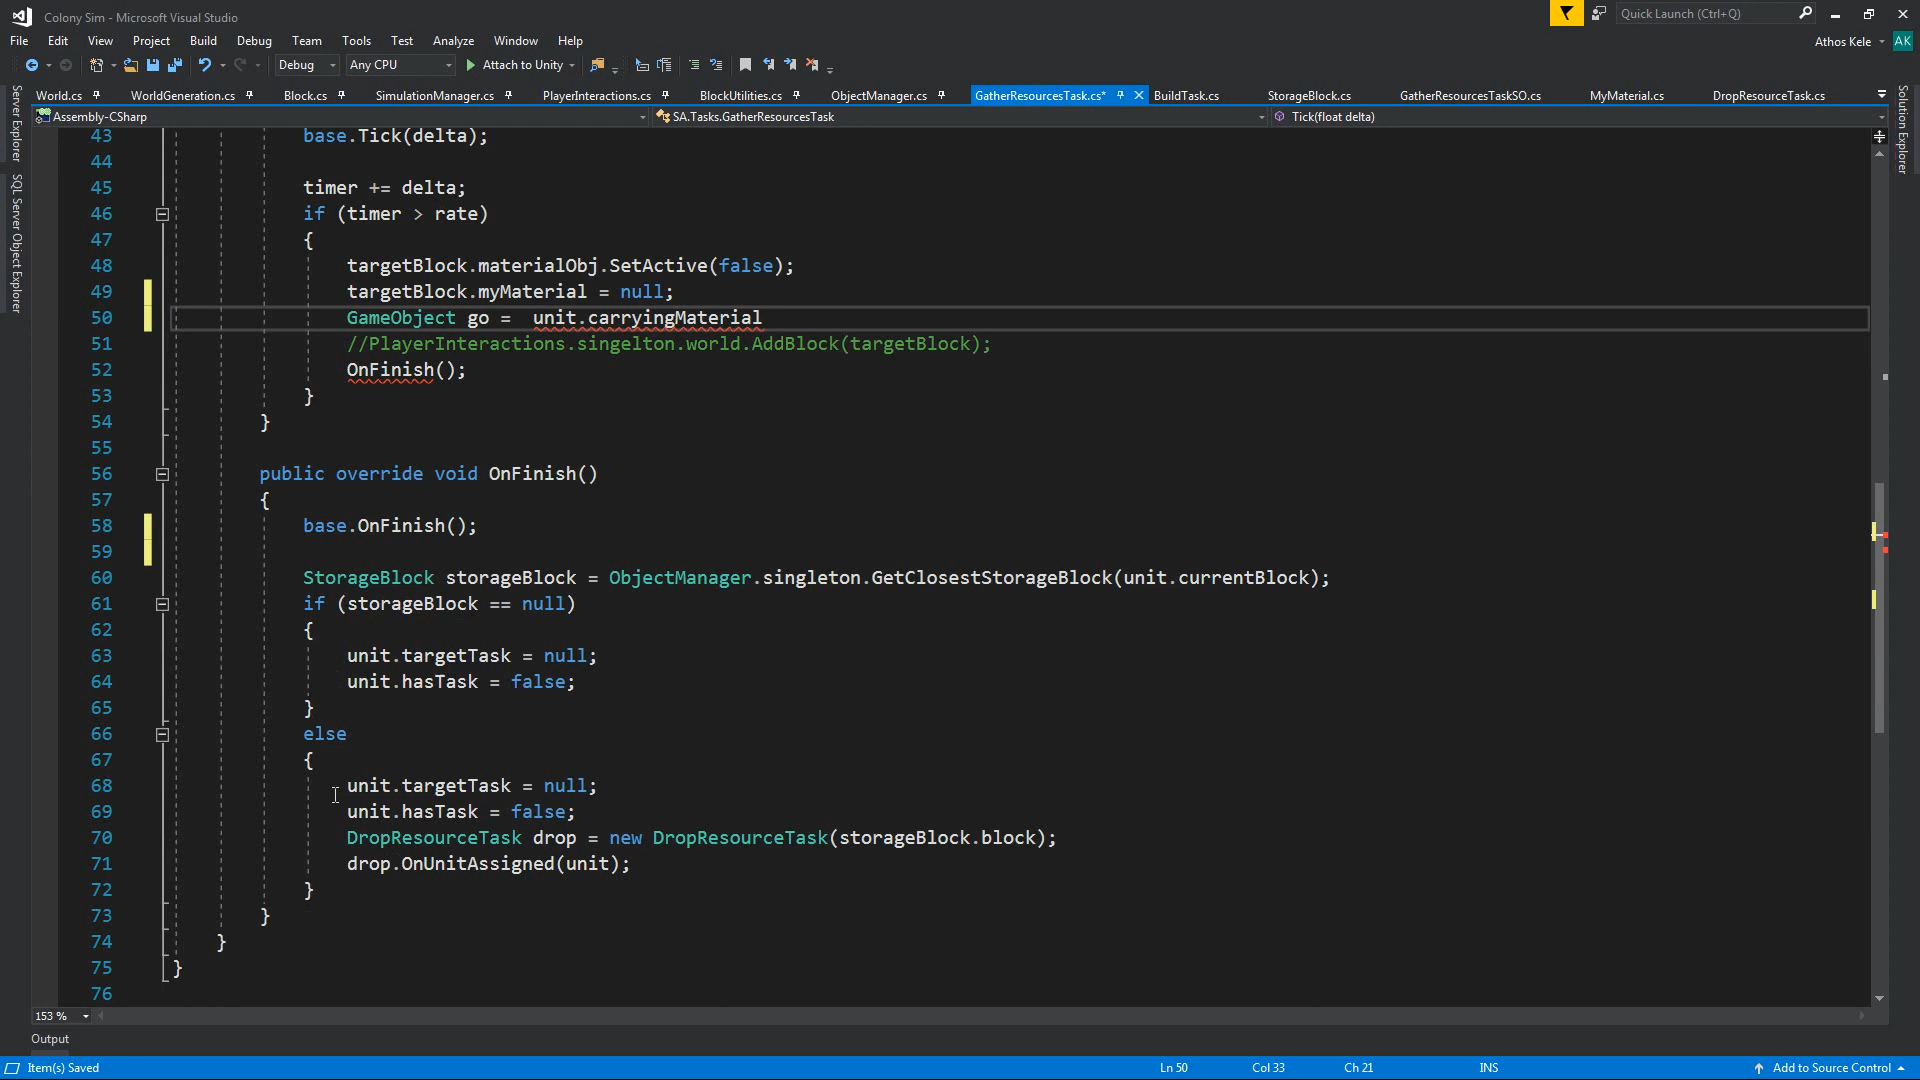 Colony Sim - Microsoft Visual Studio
Quick Launch (Ctrl+Q)
File Edit View Project Build Debug Team Tools Test Analyze Window Help
Athos Kele AK
Debug Any CPU Attach to Unity
World.cs WorldGeneration.cs Block.cs SimulationManager.cs PlayerInteractions.cs BlockUtilities.cs ObjectManager.cs GatherResourcesTask.cs* BuildTask.cs StorageBlock.cs GatherResourcesTaskSO.cs MyMaterial.cs DropResourceTask.cs
Assembly-CSharp SA.Tasks.GatherResourcesTask Tick(float delta)
Server Explorer
SQL Server Object Explorer
Solution Explorer
43 base.Tick(delta);
44
45 timer += delta;
46 if (timer > rate)
47 {
48 targetBlock.materialObj.SetActive(false);
49 targetBlock.myMaterial = null;
50 GameObject go =  unit.carryingMaterial
51 //PlayerInteractions.singelton.world.AddBlock(targetBlock);
52 OnFinish();
53 }
54 }
55
56 public override void OnFinish()
57 {
58 base.OnFinish();
59
60 StorageBlock storageBlock = ObjectManager.singleton.GetClosestStorageBlock(unit.currentBlock);
61 if (storageBlock == null)
62 {
63 unit.targetTask = null;
64 unit.hasTask = false;
65 }
66 else
67 {
68 unit.targetTask = null;
69 unit.hasTask = false;
70 DropResourceTask drop = new DropResourceTask(storageBlock.block);
71 drop.OnUnitAssigned(unit);
72 }
73 }
74 }
75 }
76
153 %
Output
Item(s) Saved Ln 50 Col 33 Ch 21 INS Add to Source Control